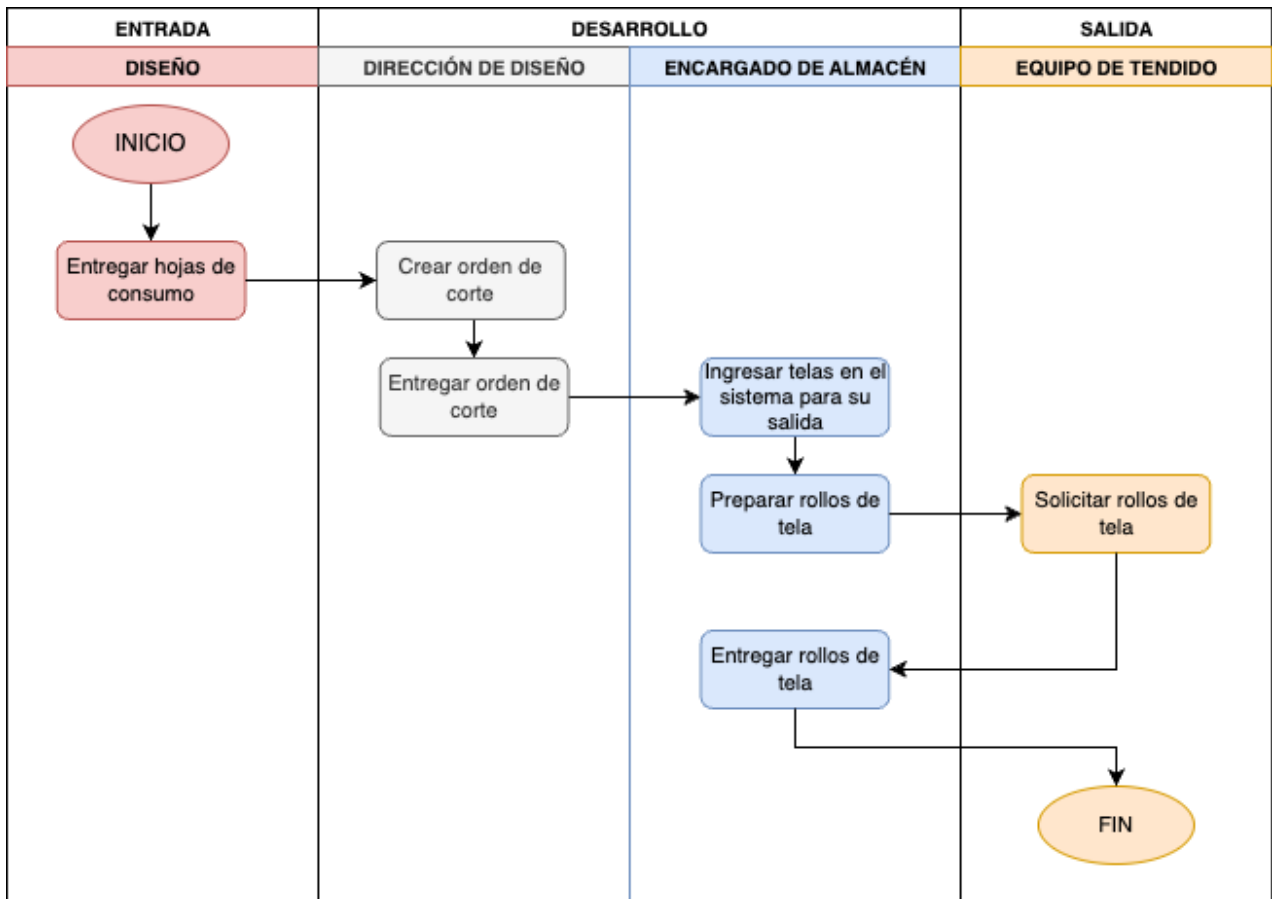 ENTRADA
DESARROLLO
SALIDA
DISEÑO
DIRECCIÓN DE DISEÑO
ENCARGADO DE ALMACÉN
EQUIPO DE TENDIDO
INICIO
Entregar hojas de
consumo
Crear orden de
corte
Entregar orden de
corte
Ingresar telas en el
sistema para su
salida
Preparar rollos de
tela
Solicitar rollos de
tela
Entregar rollos de
tela
FIN